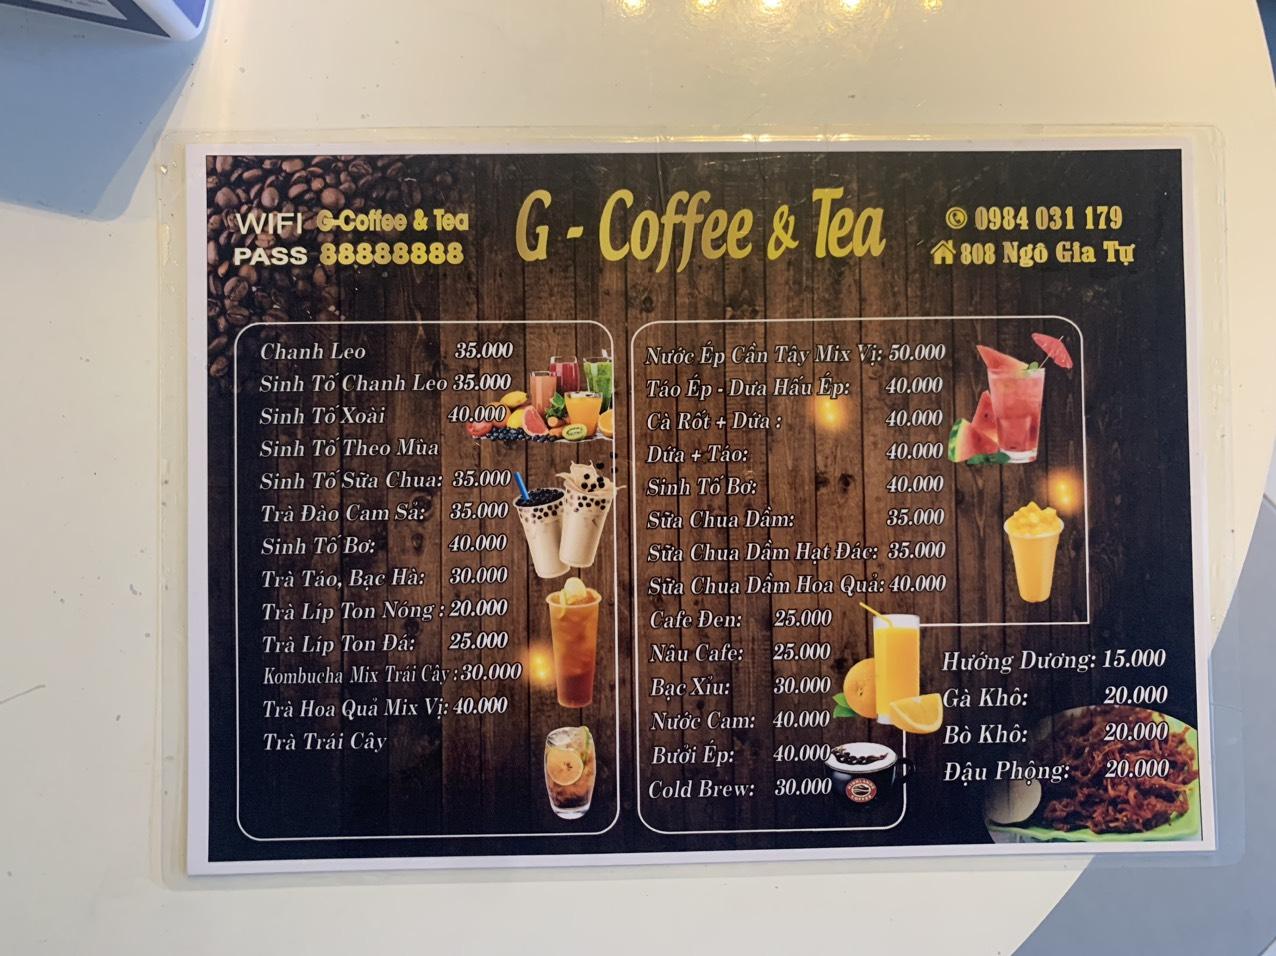 WIFI G-Coffee & Tea
PASS 88888888
G - Coffee & Tea
0984 031 179
808 Ngô Gia Tự
Chanh Leo 35.000
Sinh Tố Chanh Leo 35.000
Sinh Tố Xoài 40.000
Sinh Tố Theo Mùa
Sinh Tố Sữa Chua: 35.000
Trà Đào Cam Sả: 35.000
Sinh Tố Bơ: 40.000
Trà Táo, Bạc Hà: 30.000
Trà Líp Ton Nóng : 20.000
Trà Líp Ton Đá: 25.000
Kombucha Mix Trái Cây : 30.000
Trà Hoa Quả Mix Vị: 40.000
Trà Trái Cây
Nước Ép Cần Tây Mix Vị: 50.000
Táo Ép - Dưa Hấu Ép: 40.000
Cà Rốt + Dứa : 40.000
Dứa + Táo: 40.000
Sinh Tố Bơ: 40.000
Sữa Chua Dầm: 35.000
Sữa Chua Dầm Hạt Đác: 35.000
Sữa Chua Dầm Hoa Quả: 40.000
Cafe Đen: 25.000
Nâu Cafe: 25.000
Bạc Xỉu: 30.000
Nước Cam: 40.000
Bưởi Ép: 40.000
Cold Brew: 30.000
Hướng Dương: 15.000
Gà Khô: 20.000
Bò Khô: 20.000
Đậu Phộng: 20.000